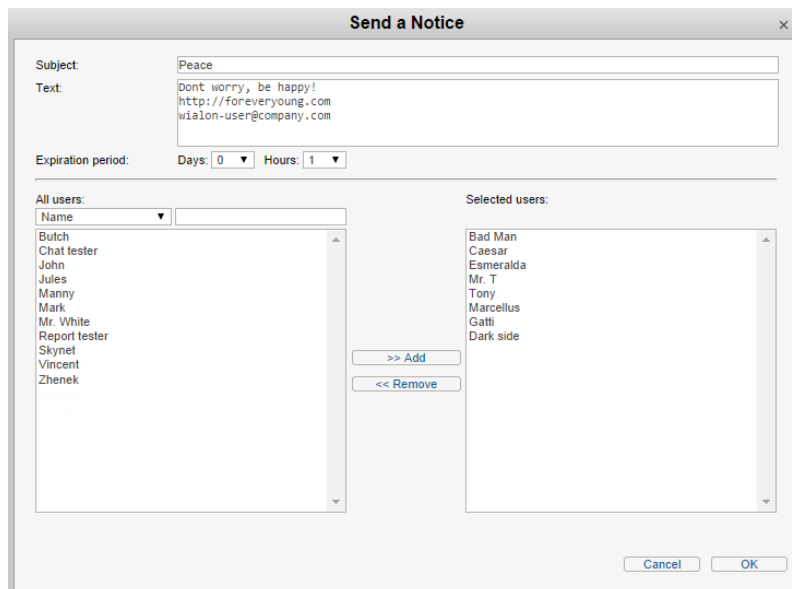 Send a Notice ×
Subject: Peace
Text: Dont worry, be happy!
http://foreveryoung.com
wialon-user@company.com
Expiration period: Days: 0 Hours: 1
All users:
Name
Butch
Chat tester
John
Jules
Manny
Mark
Mr. White
Report tester
Skynet
Vincent
Zhenek
>> Add
<< Remove
Selected users:
Bad Man
Caesar
Esmeralda
Mr. T
Tony
Marcellus
Gatti
Dark side
Cancel OK